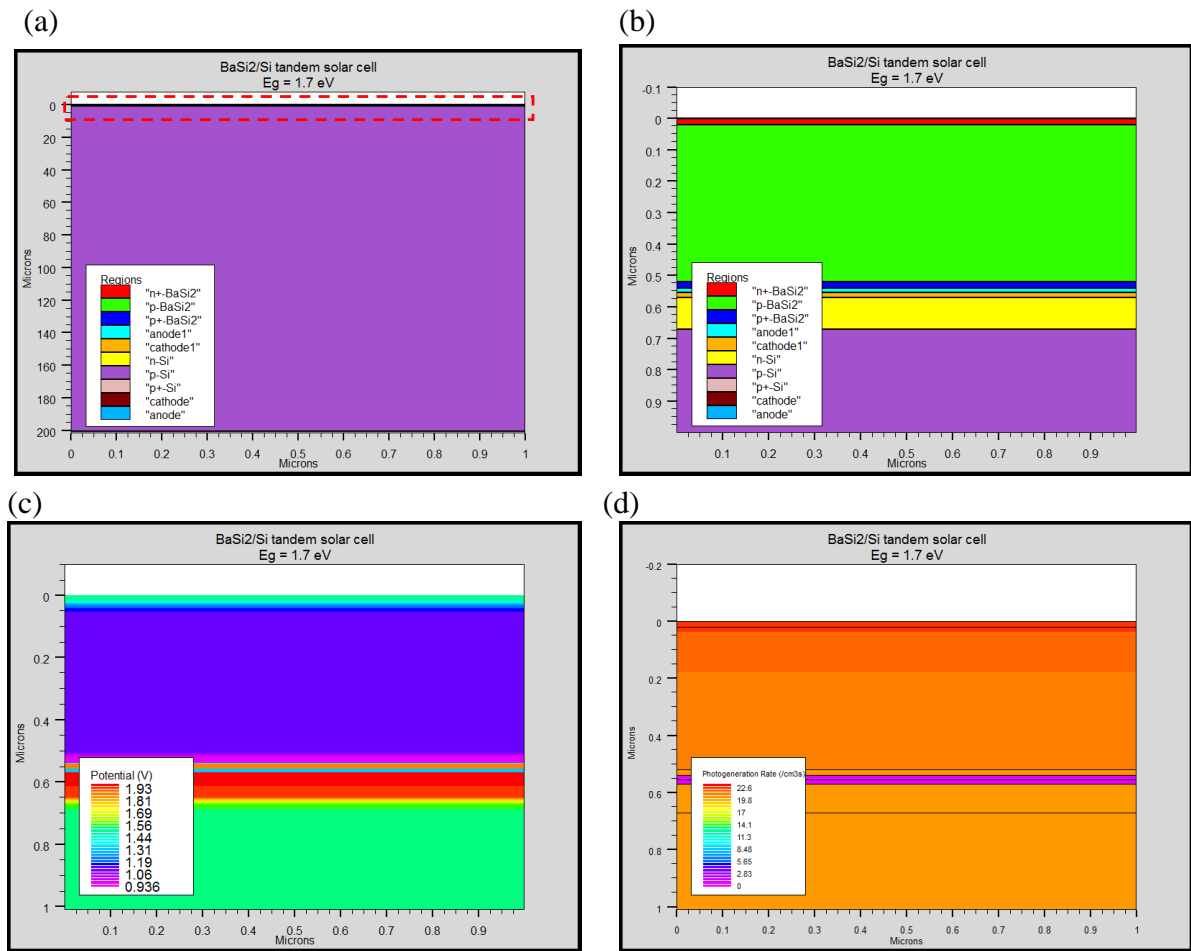 (a)
BaSi2/Si tandem solar cell
Eg = 1.7 eV
Microns
0
20
40
60
80
100
120
140
160
180
200
Regions
"n+-BaSi2"
"p-BaSi2"
"p+-BaSi2"
"anode1"
"cathode1"
"n-Si"
"p-Si"
"p+-Si"
"cathode"
"anode"
0 0.1 0.2 0.3 0.4 0.5 0.6 0.7 0.8 0.9 1
Microns
(b)
BaSi2/Si tandem solar cell
Eg = 1.7 eV
Microns
-0.1
0
0.1
0.2
0.3
0.4
0.5
0.6
0.7
0.8
0.9
Regions
"n+-BaSi2"
"p-BaSi2"
"p+-BaSi2"
"anode1"
"cathode1"
"n-Si"
"p-Si"
"p+-Si"
"cathode"
"anode"
0 0.1 0.2 0.3 0.4 0.5 0.6 0.7 0.8 0.9
Microns
(c)
BaSi2/Si tandem solar cell
Eg = 1.7 eV
Microns
0
0.2
0.4
0.6
0.8
1
Potential (V)
1.93
1.81
1.69
1.56
1.44
1.31
1.19
1.06
0.936
0.1 0.2 0.3 0.4 0.5 0.6 0.7 0.8 0.9
Microns
(d)
BaSi2/Si tandem solar cell
Eg = 1.7 eV
Microns
-0.2
0
0.2
0.4
0.6
0.8
1
Photogeneration Rate (/cm3s)
22.6
19.8
17
14.1
11.3
8.48
5.65
2.83
0
0 0.1 0.2 0.3 0.4 0.5 0.6 0.7 0.8 0.9 1
Microns